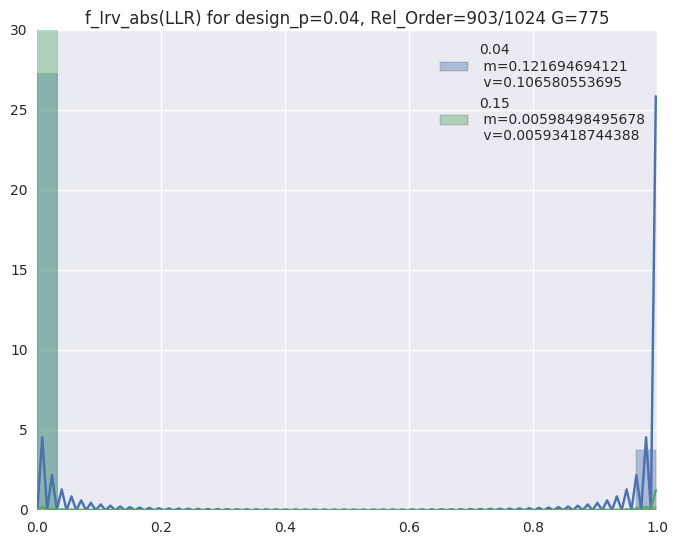 f_Irv_abs(LLR) for design_p=0.04, Rel_Order=903/1024 G=775
30
25
20
15
10
5
0
0.0 0.2 0.4 0.6 0.8 1.0
0.04
m=0.121694694121
v=0.106580553695
0.15
m=0.00598498495678
v=0.00593418744388